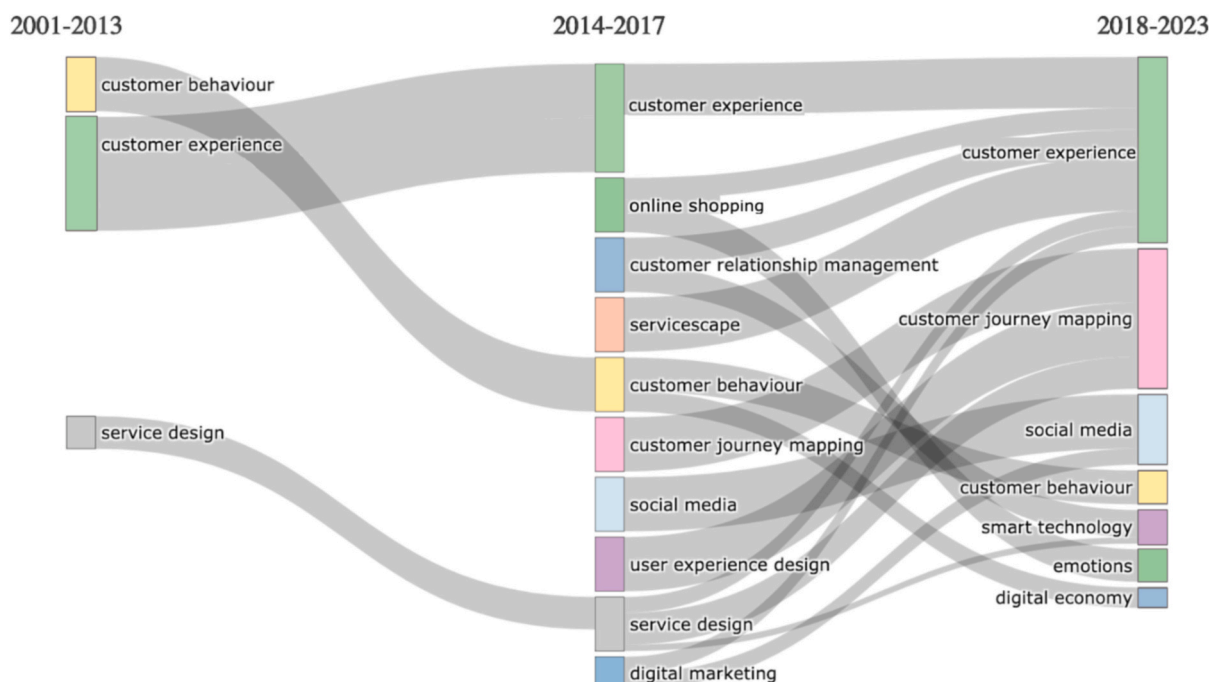 2001-2013
2014-2017
2018-2023
customer behaviour
customer experience
service design
customer experience
online shopping
customer relationship management
servicescape
customer behaviour
customer journey mapping
social media
user experience design
service design
digital marketing
customer experience
customer journey mapping
social media
customer behaviour
smart technology
emotions
digital economy